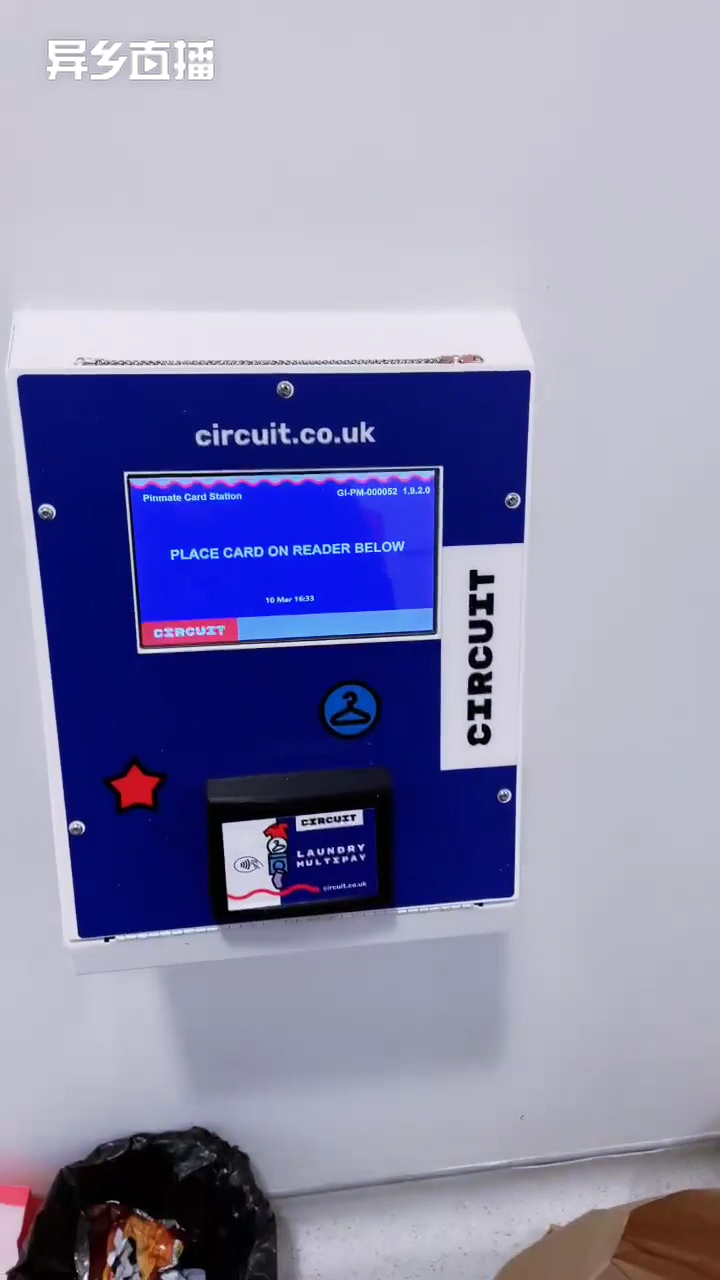 异乡直播
circuit.co.uk
Pinmate Card Station
GI-PM-000052 1.9.2.0
PLACE CARD ON READER BELOW
10 Mar 16:33
CIRCUIT
CIRCUIT
CIRCUIT
LAUNDRY
MULTIPAY
circuit.co.uk